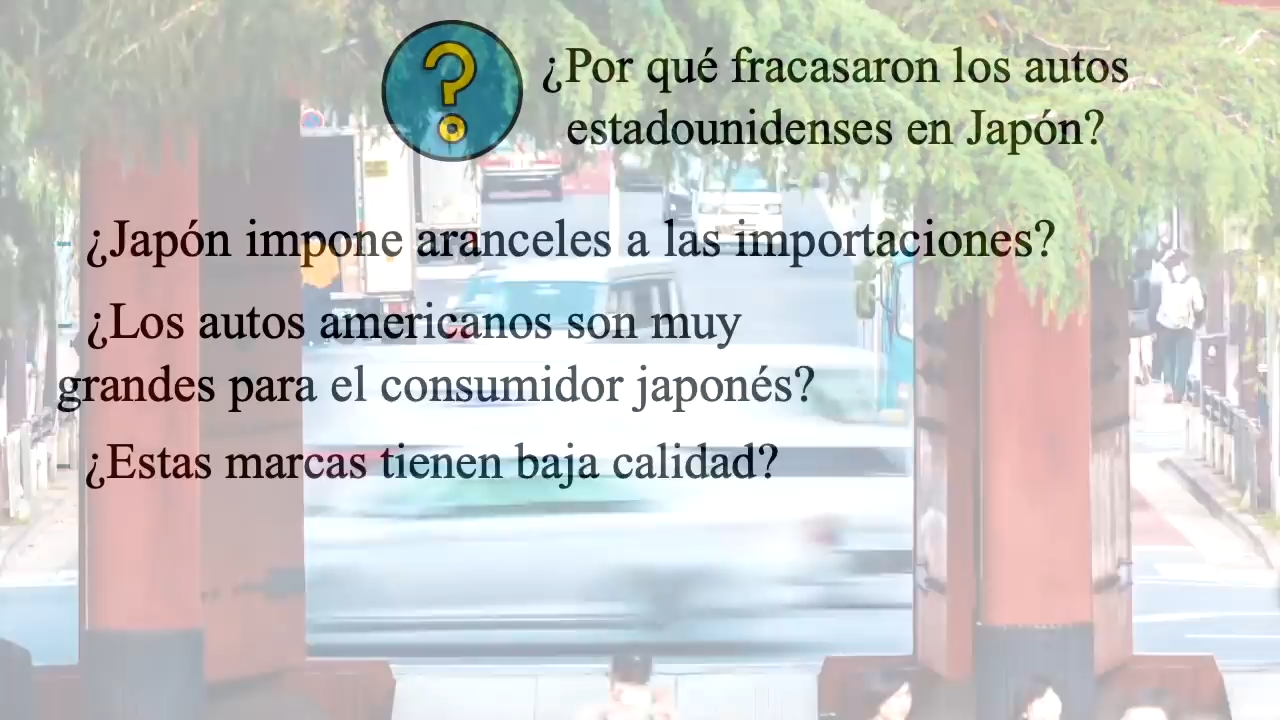 ¿Por qué fracasaron los autos
estadounidenses en Japón?
¿Japón impone aranceles a las importaciones?
¿Los autos americanos son muy
grandes para el consumidor japonés?
¿Estas marcas tienen baja calidad?